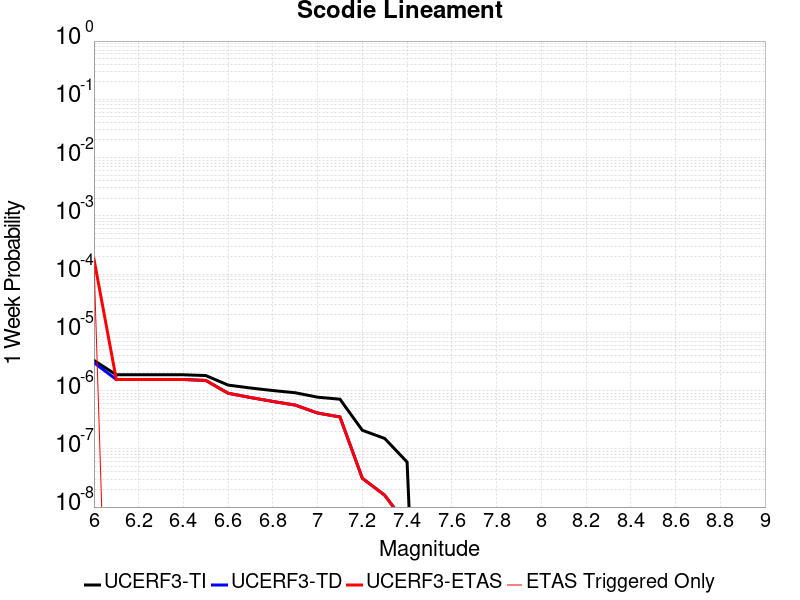 Scodie Lineament
10^0
10^-1
10^-2
10^-3
10^-4
10^-5
10^-6
10^-7
10^-8
1 Week Probability
6 6.2 6.4 6.6 6.8 7 7.2 7.4 7.6 7.8 8 8.2 8.4 8.6 8.8 9
Magnitude
UCERF3-TI UCERF3-TD UCERF3-ETAS ETAS Triggered Only